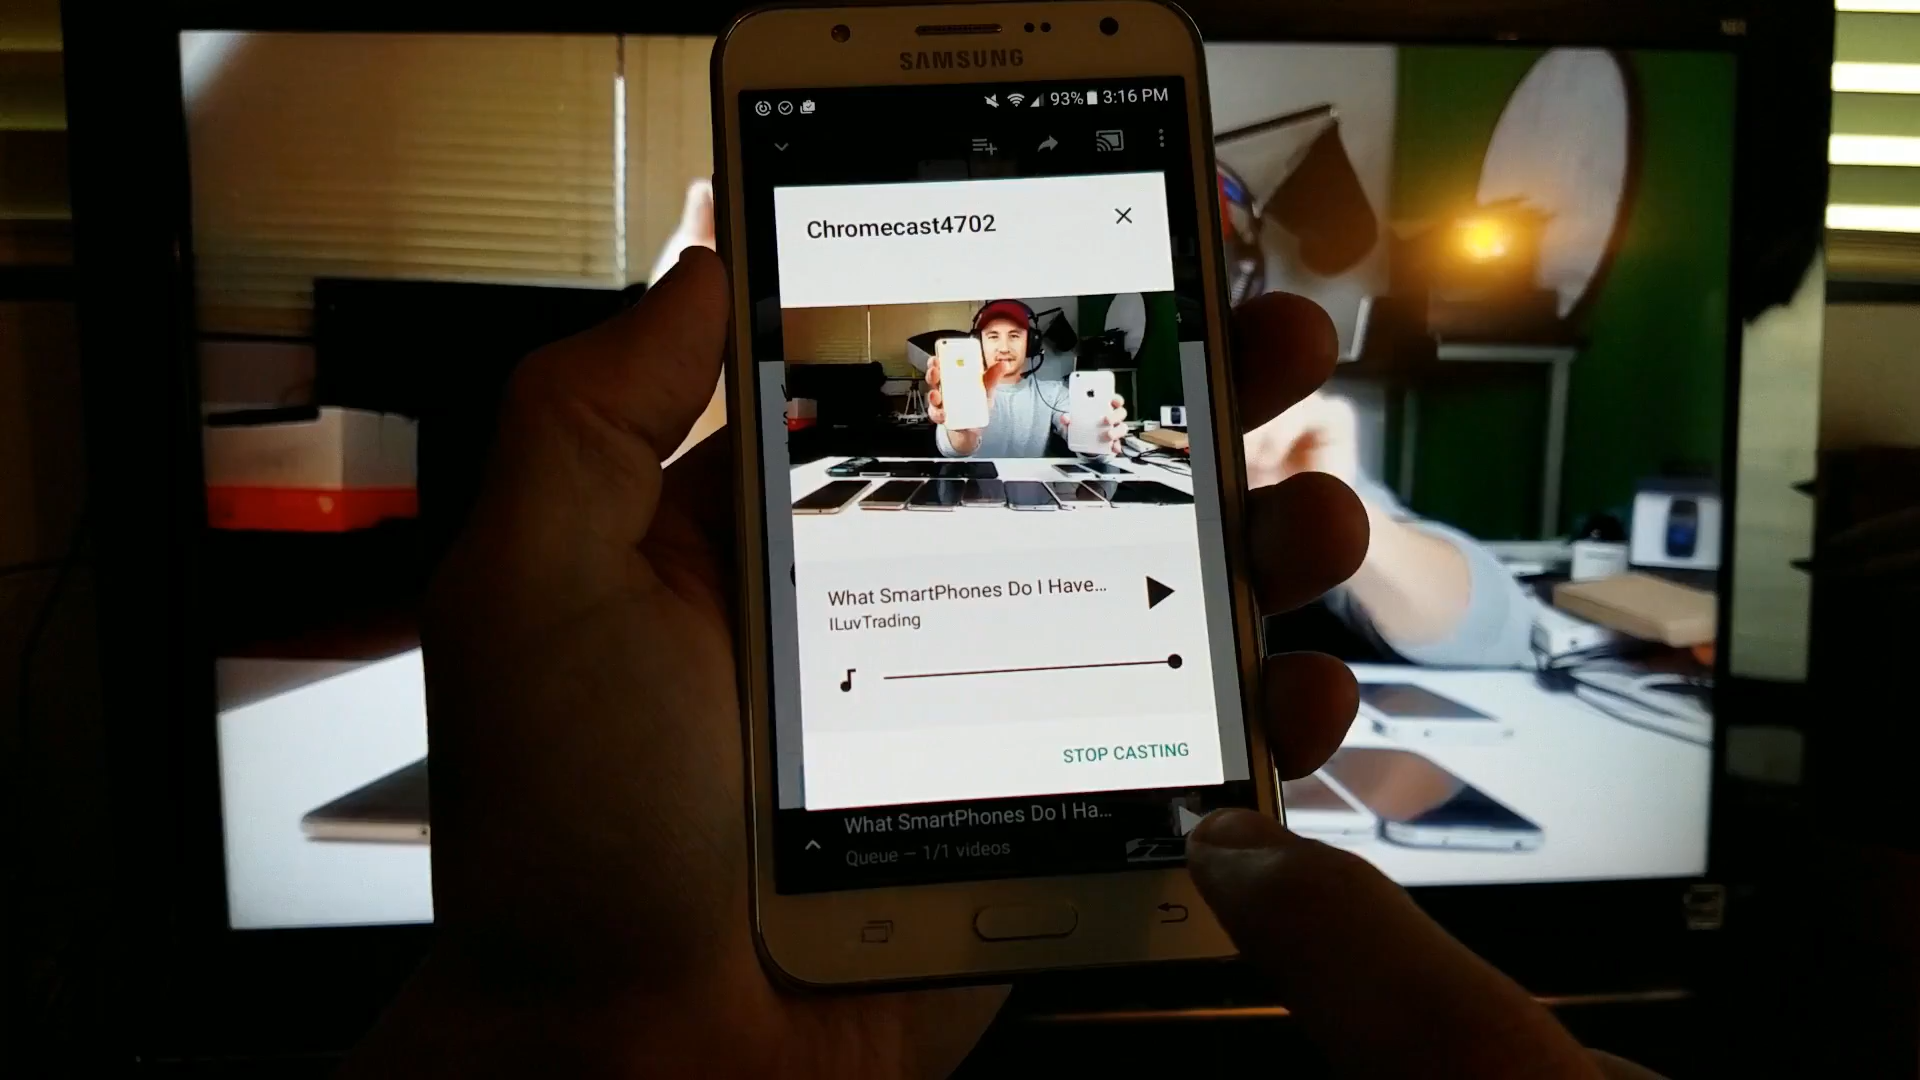 SAMSUNG
93% 3:16 PM
Chromecast4702
What SmartPhones Do I Have...
ILuvTrading
STOP CASTING
What SmartPhones Do I Ha...
Queue — 1/1 videos